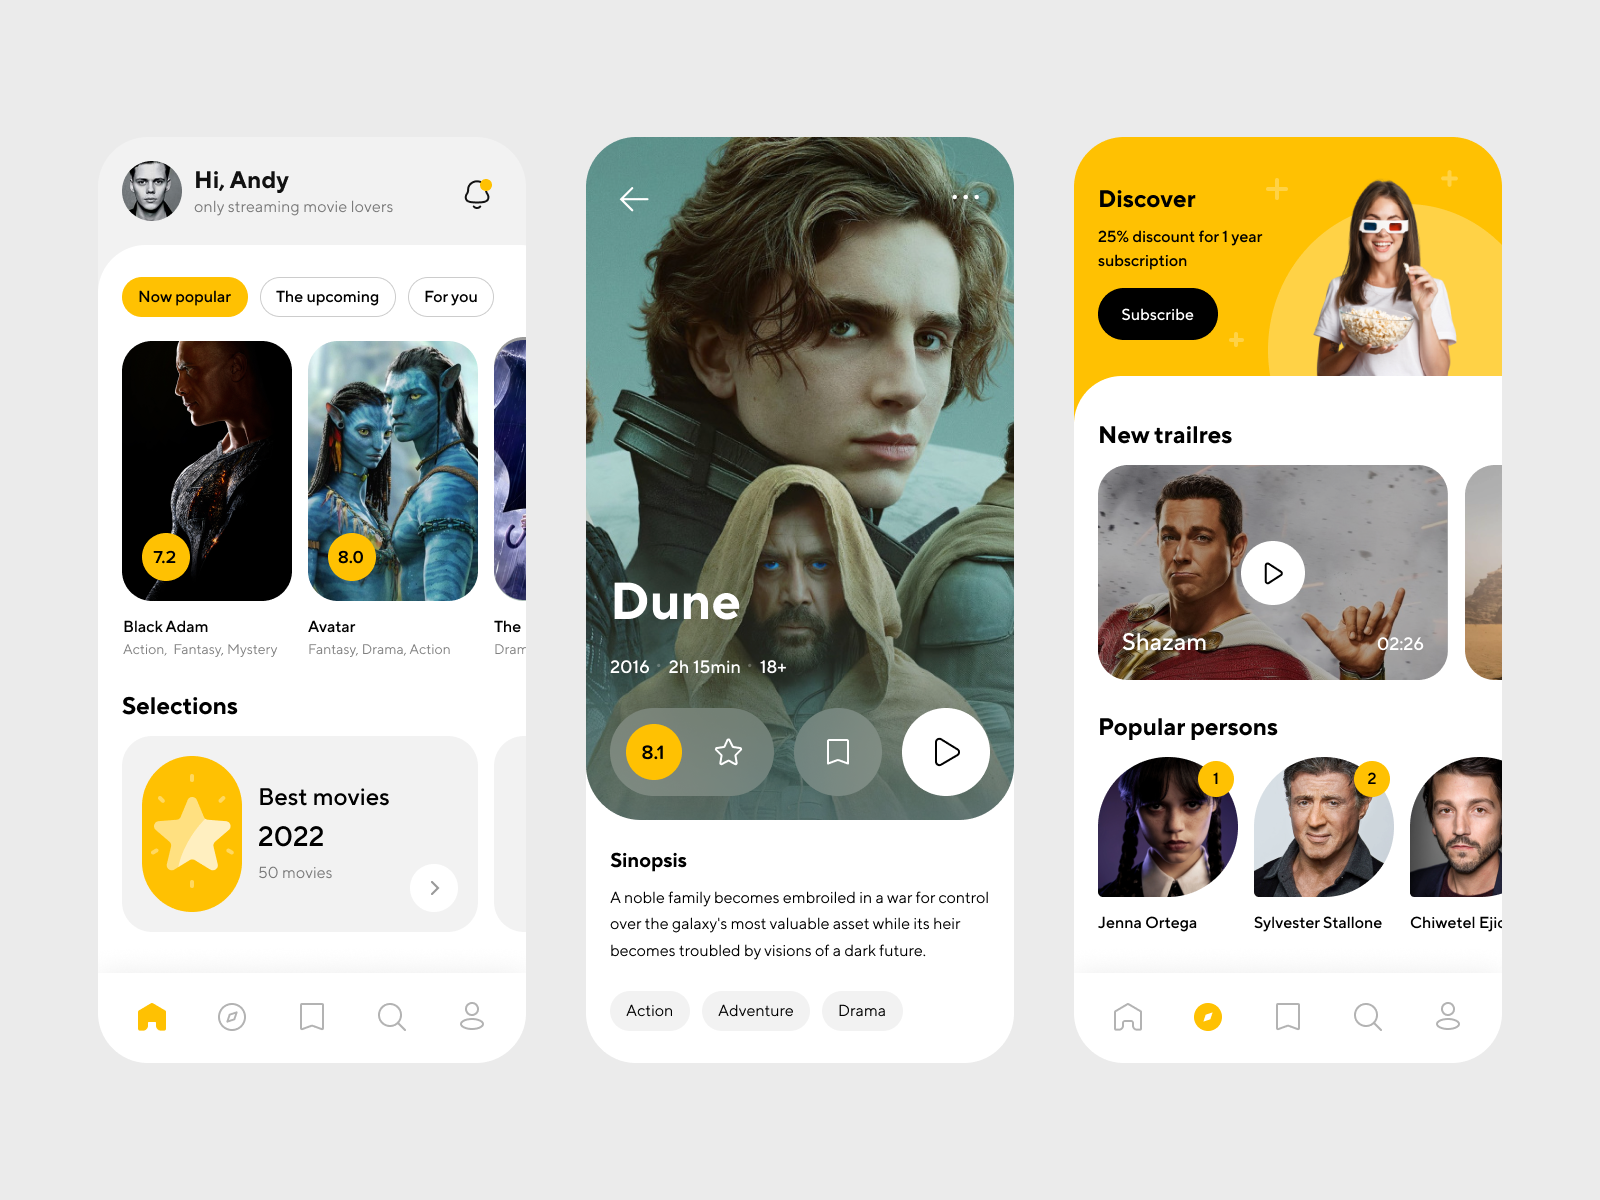 Hi, Andy
only streaming movie lovers
Now popular
The upcoming
For you
7.2
8.0
Black Adam
Action, Fantasy, Mystery
Avatar
Fantasy, Drama, Action
The
Dram
Selections
Best movies
2022
50 movies
Dune
2016 · 2h 15min · 18+
8.1
Sinopsis
A noble family becomes embroiled in a war for control
over the galaxy's most valuable asset while its heir
becomes troubled by visions of a dark future.
Action
Adventure
Drama
Discover
25% discount for 1 year
subscription
Subscribe
New trailres
Shazam
02:26
Popular persons
1
2
Jenna Ortega
Sylvester Stallone
Chiwetel Ejic